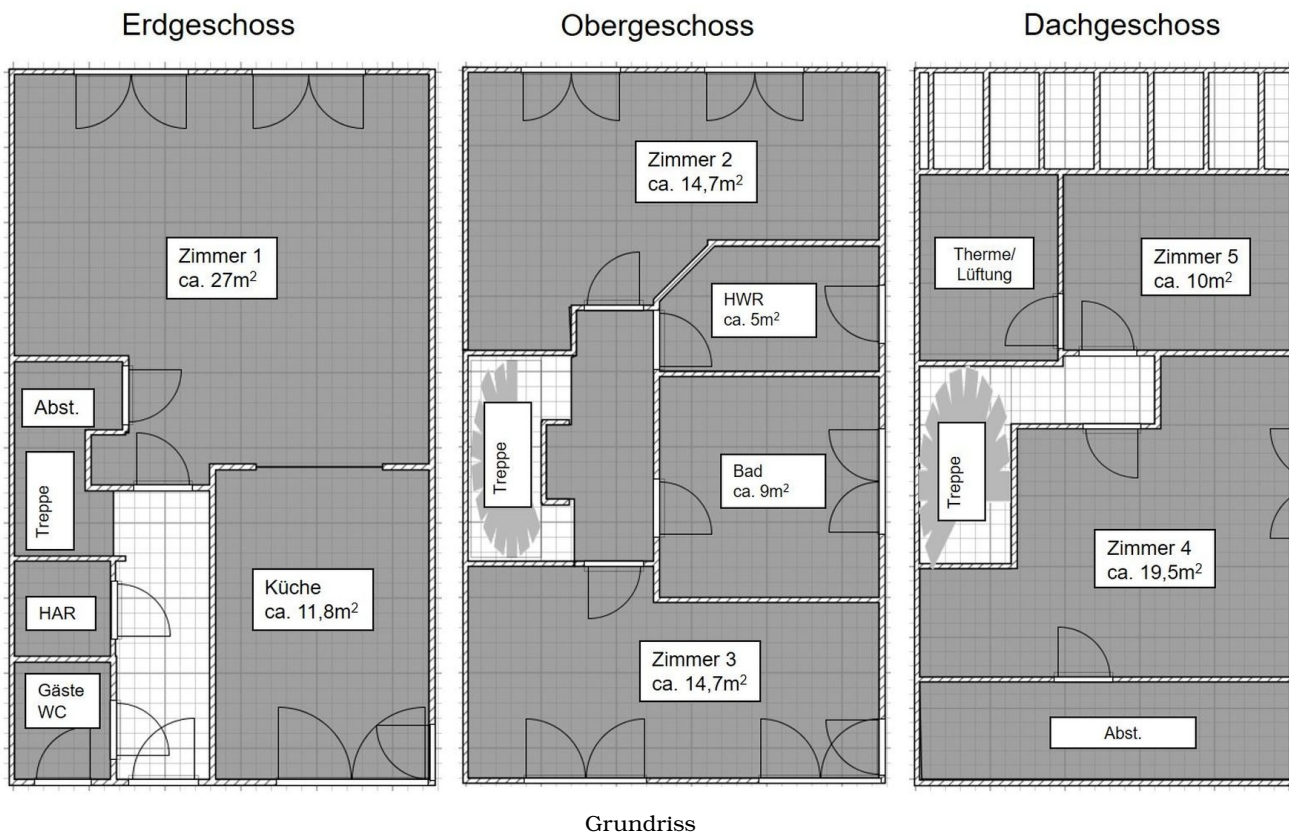 Erdgeschoss
Zimmer 1
ca. 27m²
Abst.
Treppe
HAR
Gäste
WC
Küche
ca. 11,8m²
Obergeschoss
Zimmer 2
ca. 14,7m²
HWR
ca. 5m²
Treppe
Bad
ca. 9m²
Zimmer 3
ca. 14,7m²
Dachgeschoss
Therme/
Lüftung
Zimmer 5
ca. 10m²
Treppe
Zimmer 4
ca. 19,5m²
Abst.
Grundriss